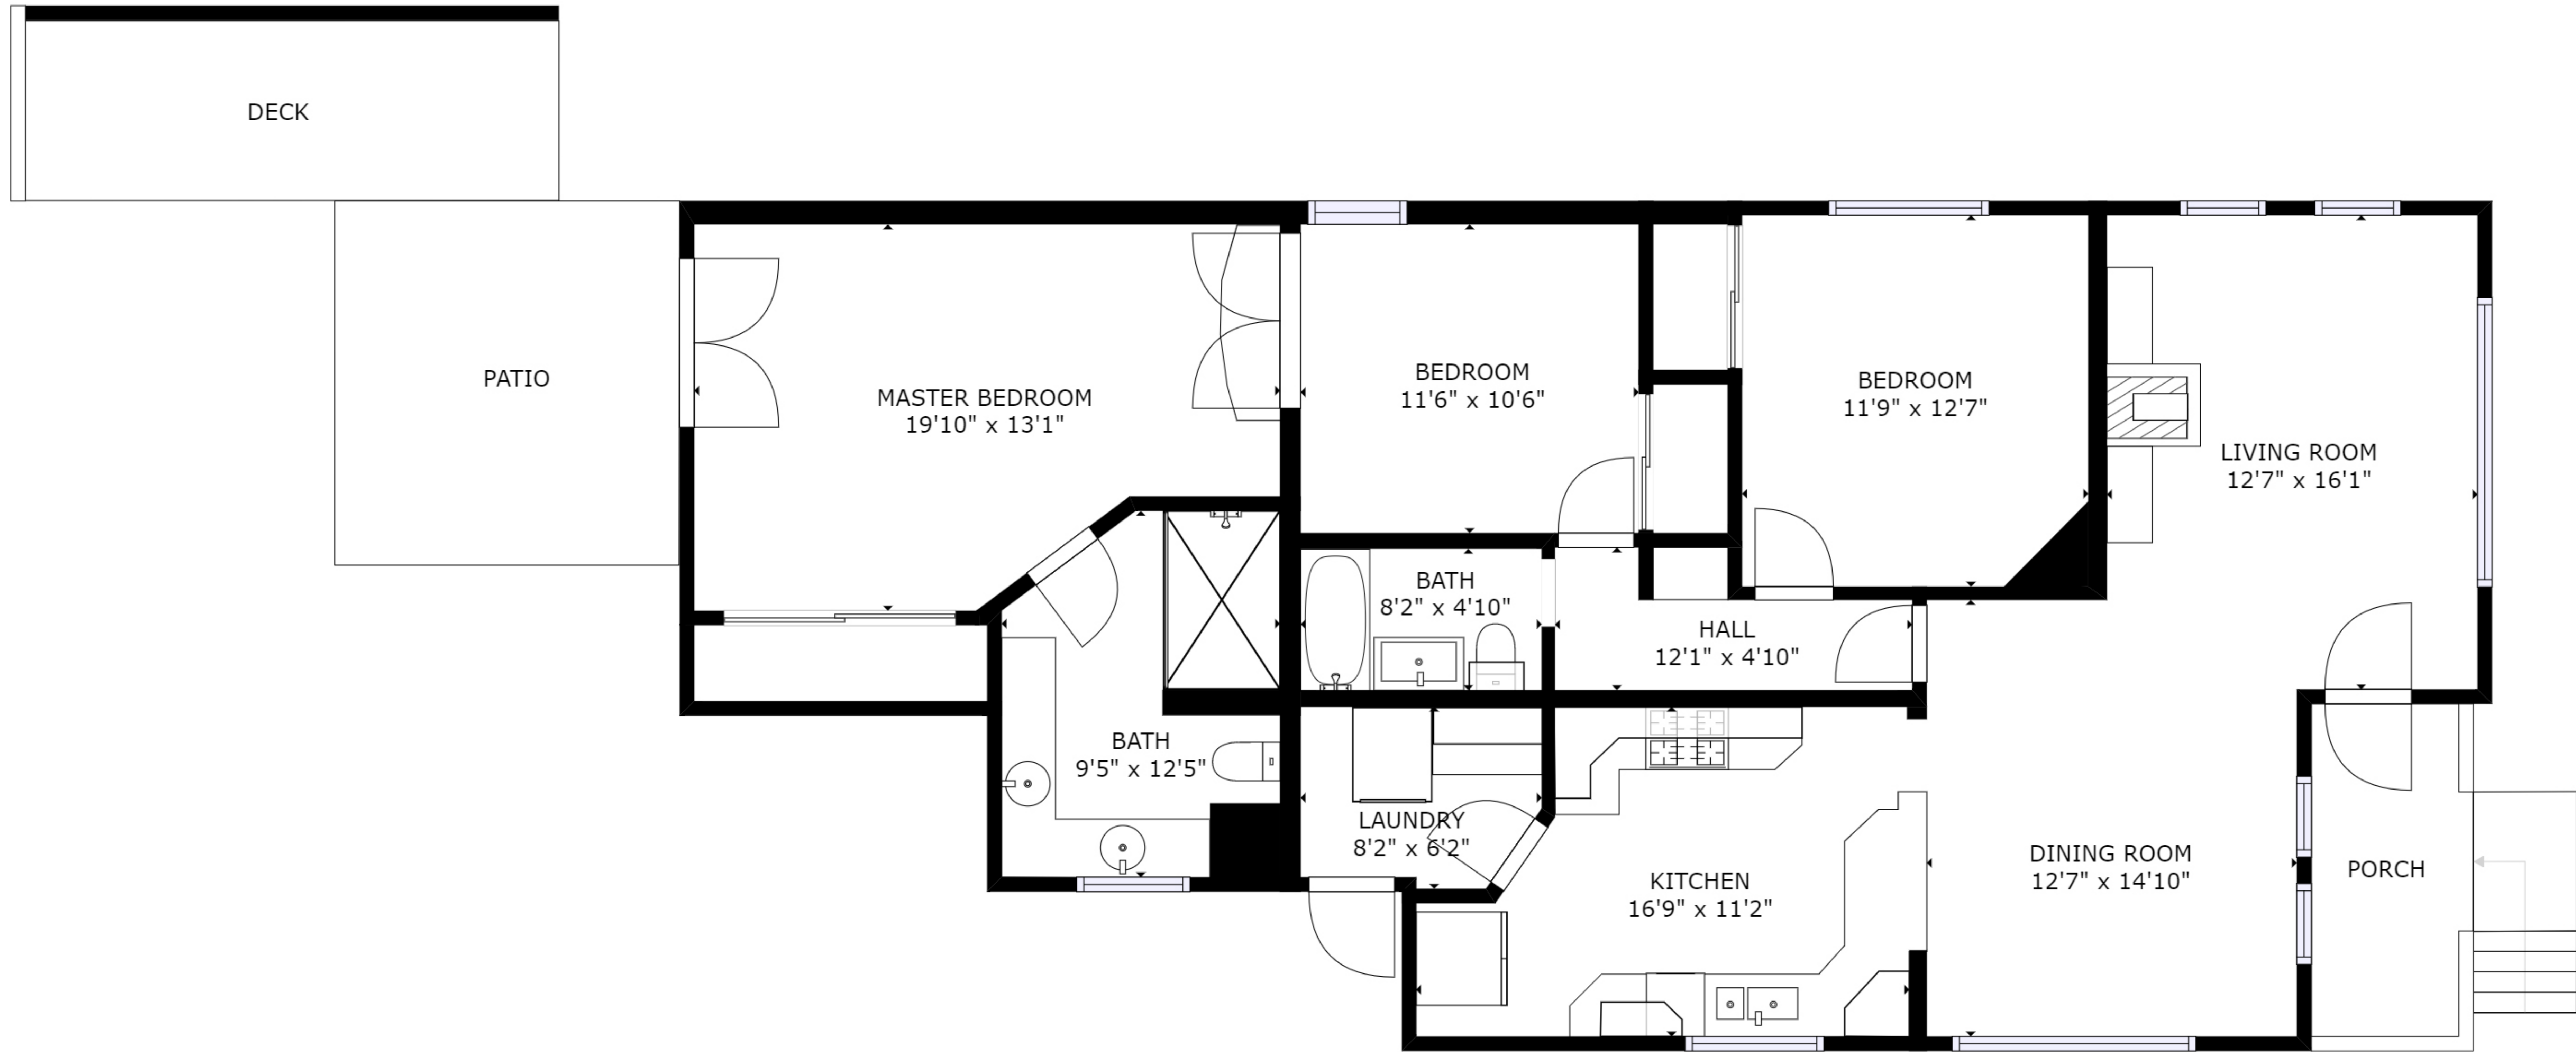 DECK
PATIO
MASTER BEDROOM
19'10" x 13'1"
BEDROOM
11'6" x 10'6"
BEDROOM
11'9" x 12'7"
LIVING ROOM
12'7" x 16'1"
BATH
8'2" x 4'10"
HALL
12'1" x 4'10"
BATH
9'5" x 12'5"
LAUNDRY
8'2" x 6'2"
KITCHEN
16'9" x 11'2"
DINING ROOM
12'7" x 14'10"
PORCH